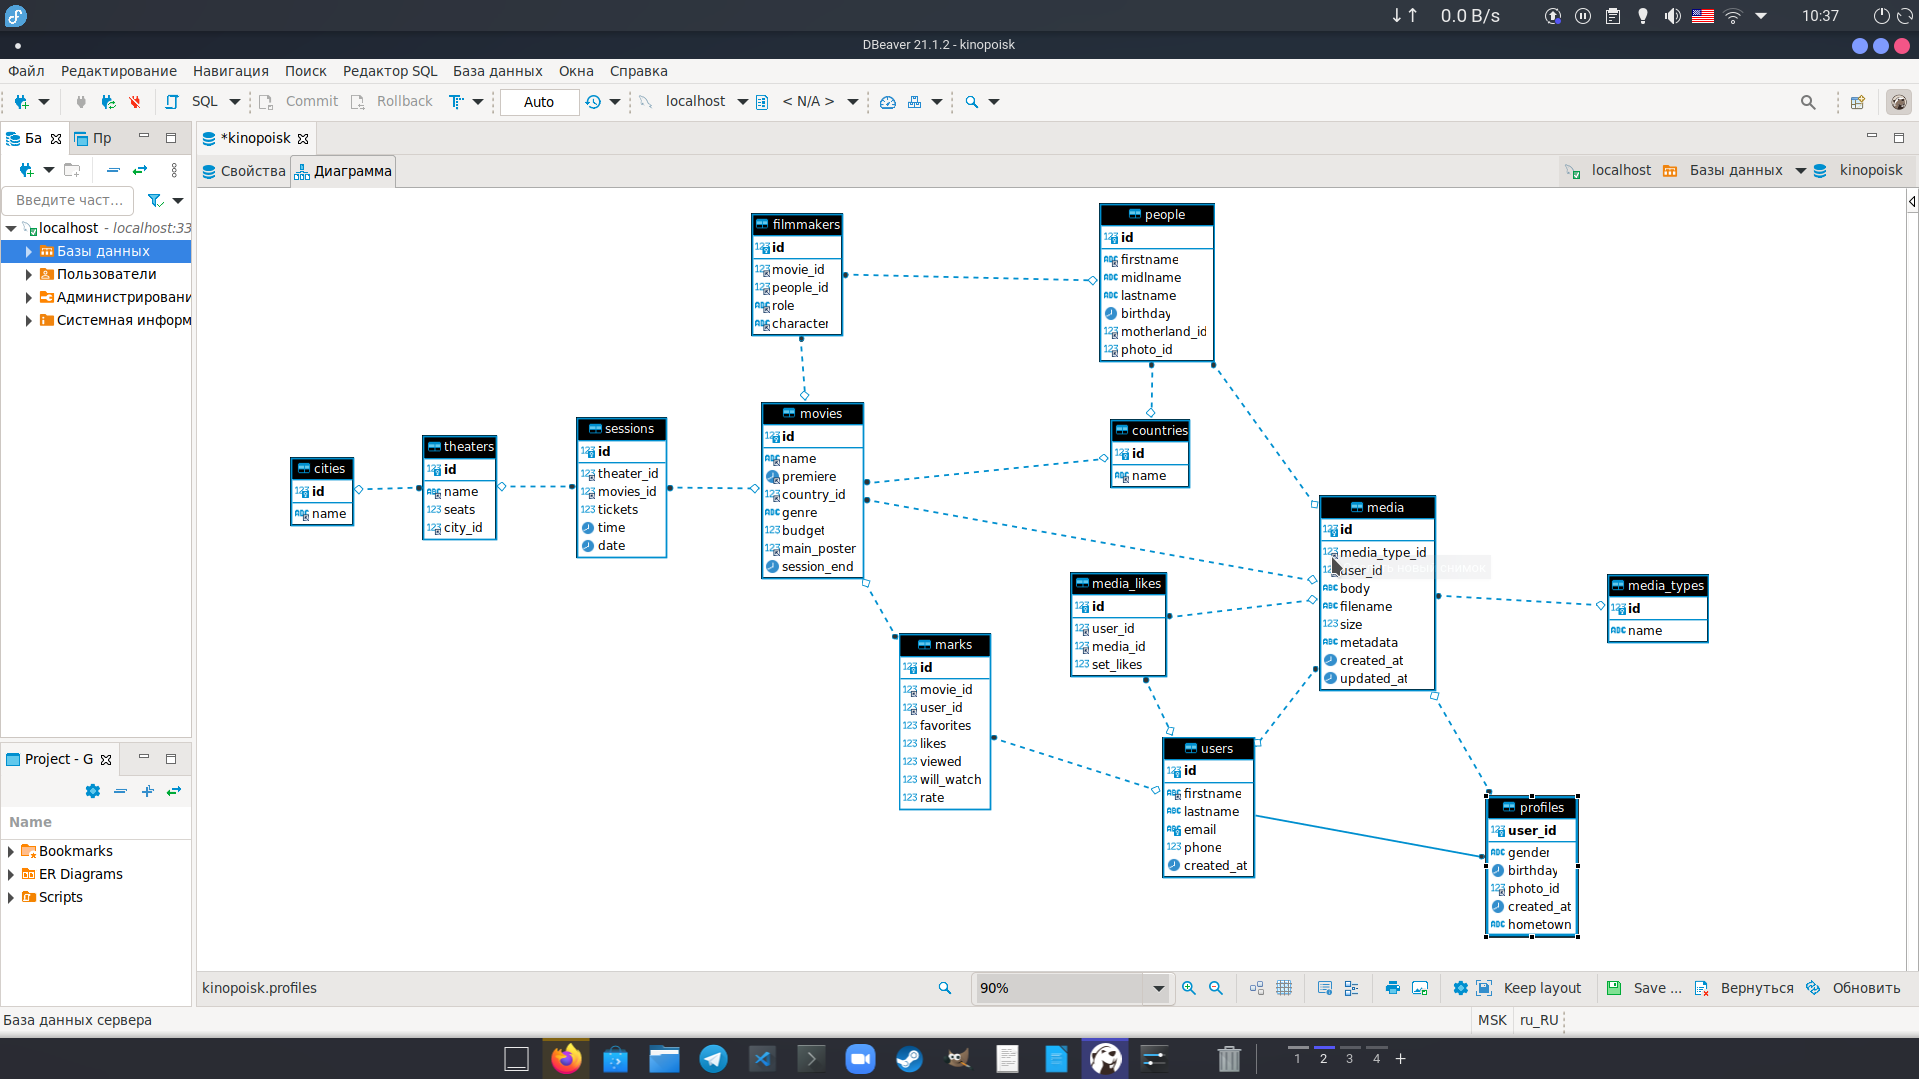 0.0 B/s
10:37
DBeaver 21.1.2 - kinopoisk
Файл Редактирование Навигация Поиск Редактор SQL База данных Окна Справка
SQL Commit Rollback Auto localhost < N/A >
Ба Пр
*kinopoisk
Свойства Диаграмма
localhost Базы данных kinopoisk
Введите част...
localhost - localhost:33
Базы данных
Пользователи
Администрировани
Системная информ
filmmakers
id
movie_id
people_id
role
character
people
id
firstname
midlname
lastname
birthday
motherland_id
photo_id
cities
id
name
theaters
id
name
seats
city_id
sessions
id
theater_id
movies_id
tickets
time
date
movies
id
name
premiere
country_id
genre
budget
main_poster
session_end
countries
id
name
media
id
media_type_id
user_id
body
filename
size
metadata
created_at
updated_at
media_types
id
name
media_likes
id
user_id
media_id
set_likes
marks
id
movie_id
user_id
favorites
likes
viewed
will_watch
rate
users
id
firstname
lastname
email
phone
created_at
profiles
user_id
gender
birthday
photo_id
created_at
hometown
Project - G
Name
Bookmarks
ER Diagrams
Scripts
kinopoisk.profiles
90%
Keep layout Save ... Вернуться Обновить
База данных сервера
MSK ru_RU
1 2 3 4 +